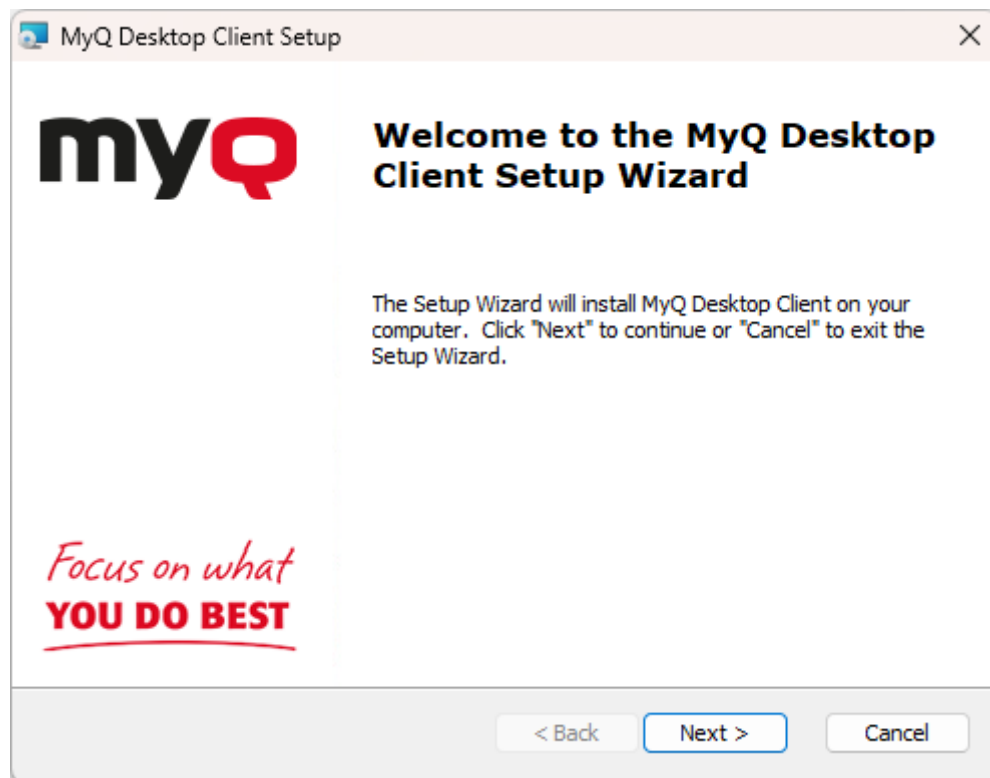 MyQ Desktop Client Setup
myQ
Welcome to the MyQ Desktop
Client Setup Wizard
The Setup Wizard will install MyQ Desktop Client on your
computer.  Click "Next" to continue or "Cancel" to exit the
Setup Wizard.
Focus on what
YOU DO BEST
< Back
Next >
Cancel